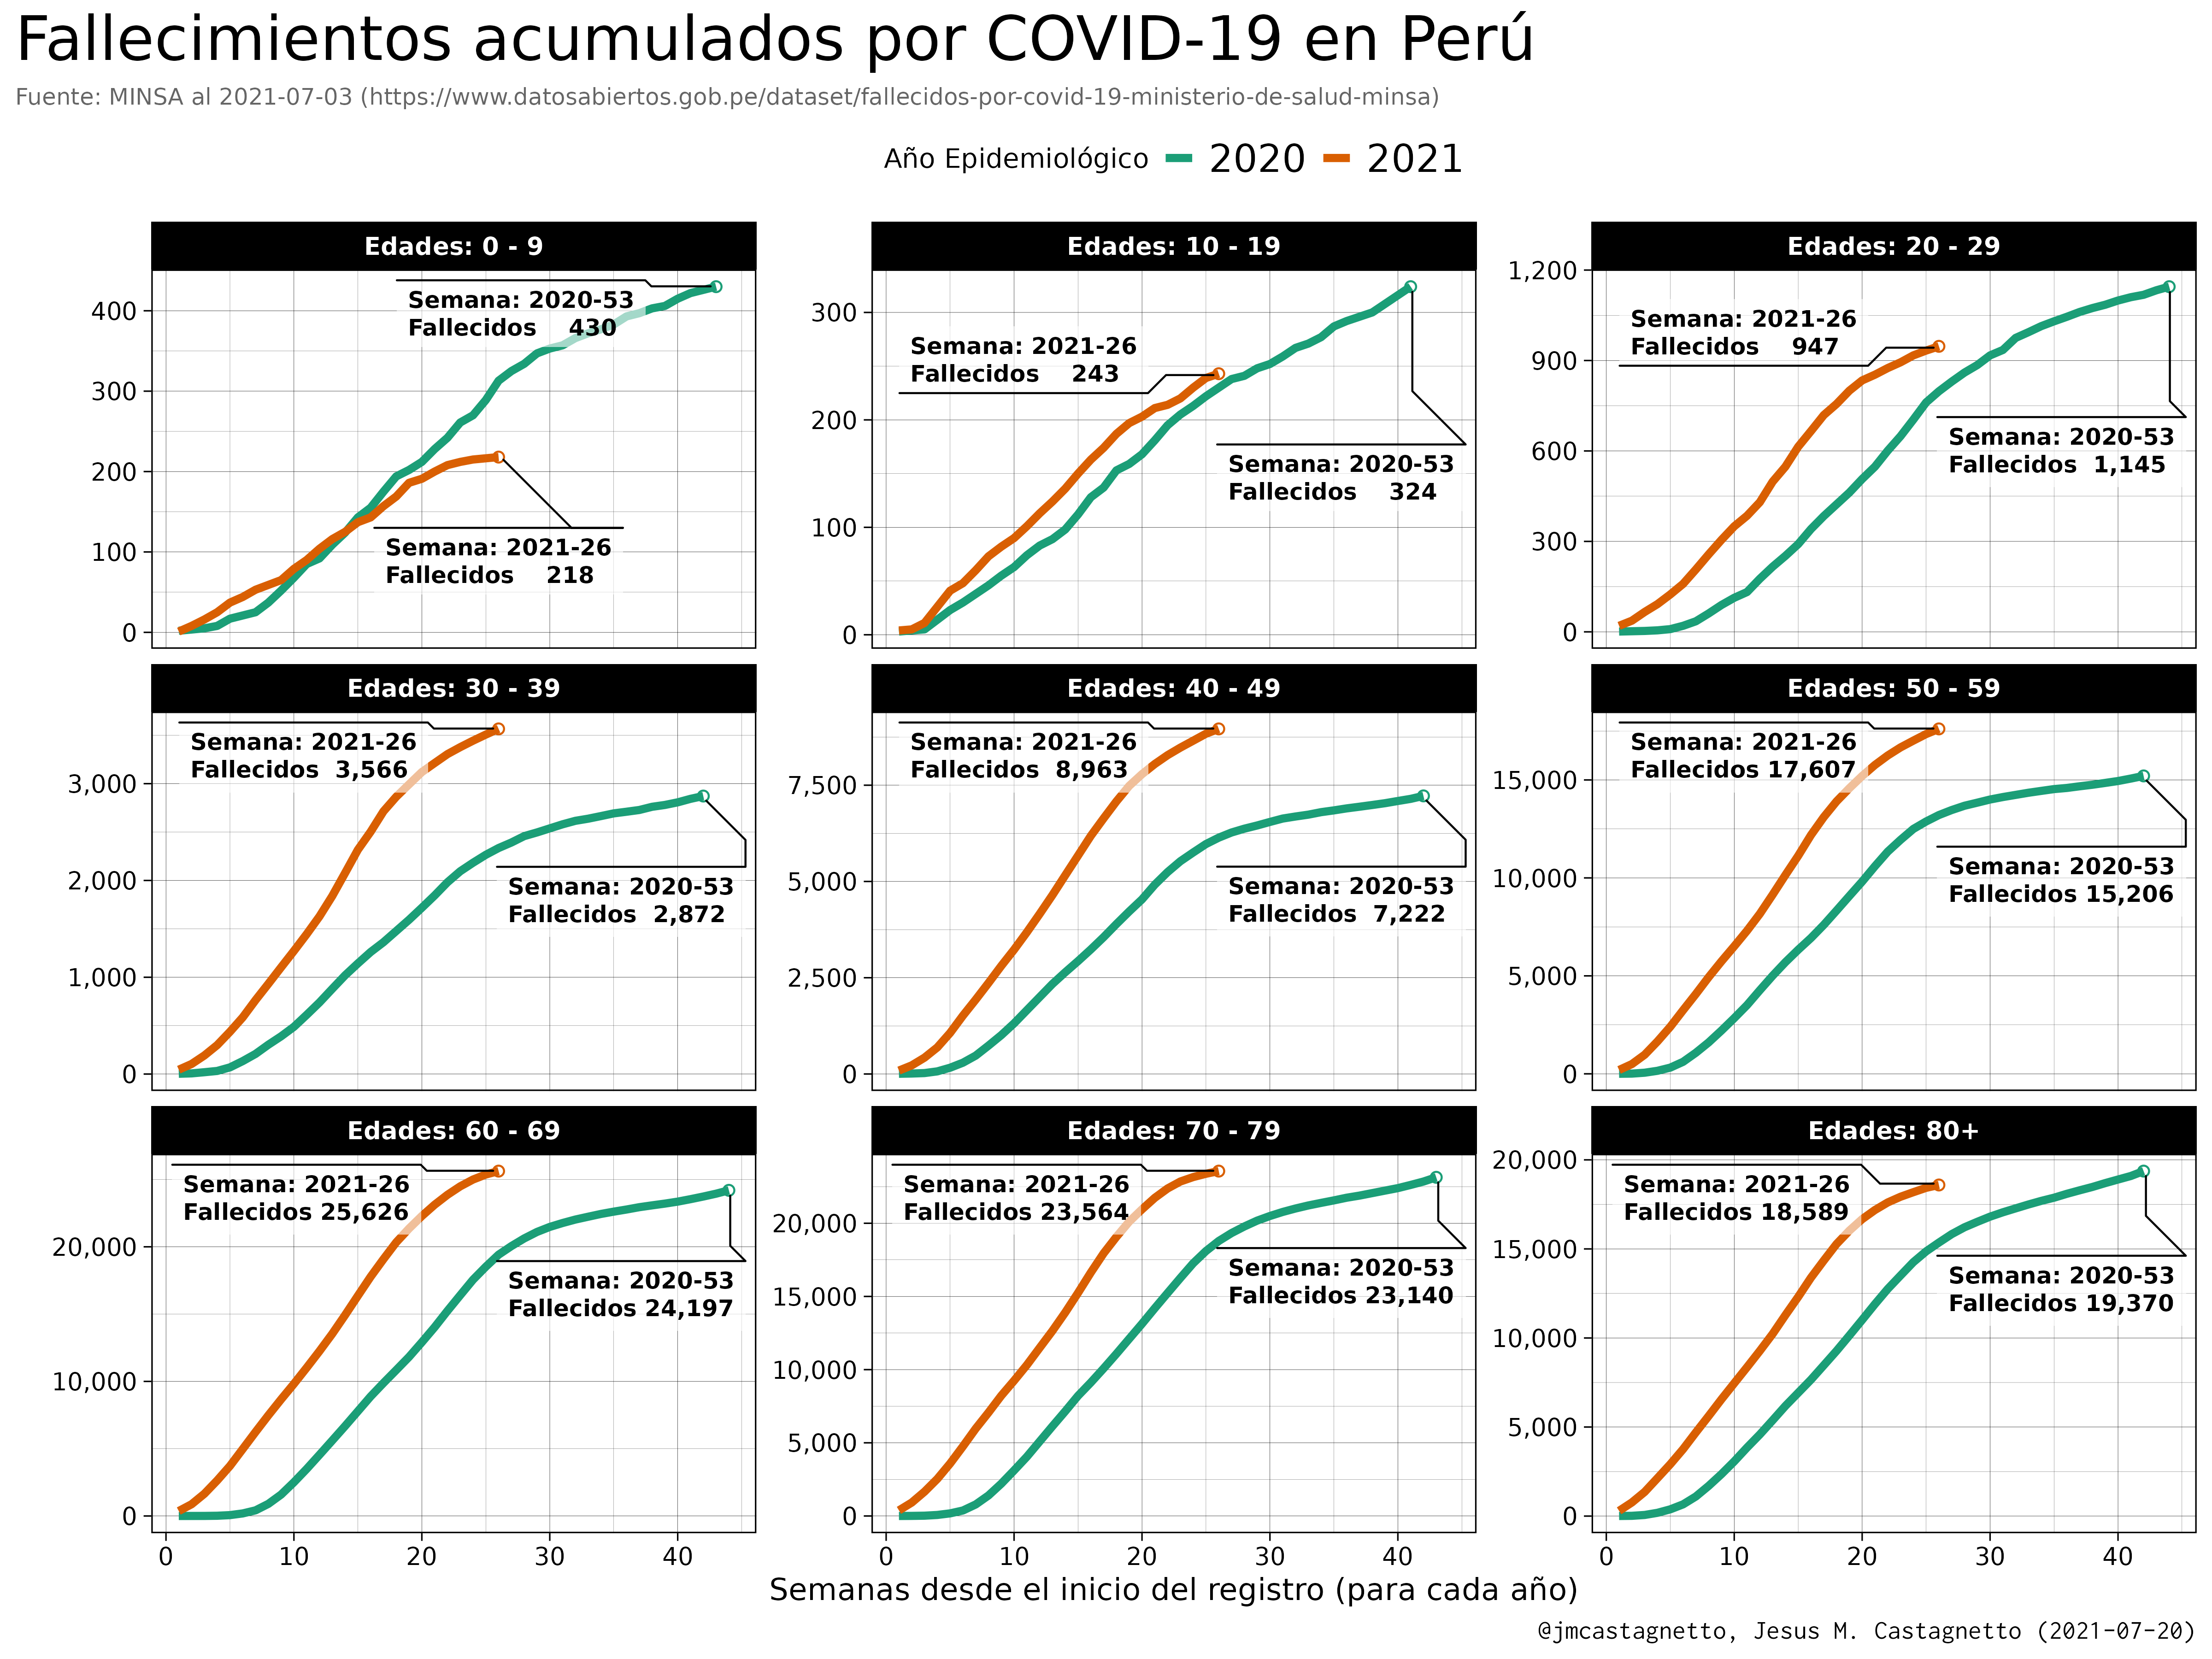 Fallecimientos acumulados por COVID-19 en Perú
Fuente: MINSA al 2021-07-03 (https://www.datosabiertos.gob.pe/dataset/fallecidos-por-covid-19-ministerio-de-salud-minsa)
Año Epidemiológico 2020 2021
Edades: 0 - 9
400
300
200
100
0
Semana: 2020-53
Fallecidos 430
Semana: 2021-26
Fallecidos 218
Edades: 10 - 19
300
200
100
0
Semana: 2021-26
Fallecidos 243
Semana: 2020-53
Fallecidos 324
Edades: 20 - 29
1,200
900
600
300
0
Semana: 2021-26
Fallecidos 947
Semana: 2020-53
Fallecidos 1,145
Edades: 30 - 39
3,000
2,000
1,000
0
Semana: 2021-26
Fallecidos 3,566
Semana: 2020-53
Fallecidos 2,872
Edades: 40 - 49
7,500
5,000
2,500
0
Semana: 2021-26
Fallecidos 8,963
Semana: 2020-53
Fallecidos 7,222
Edades: 50 - 59
15,000
10,000
5,000
0
Semana: 2021-26
Fallecidos 17,607
Semana: 2020-53
Fallecidos 15,206
Edades: 60 - 69
20,000
10,000
0
Semana: 2021-26
Fallecidos 25,626
Semana: 2020-53
Fallecidos 24,197
0 10 20 30 40
Edades: 70 - 79
20,000
15,000
10,000
5,000
0
Semana: 2021-26
Fallecidos 23,564
Semana: 2020-53
Fallecidos 23,140
0 10 20 30 40
Edades: 80+
20,000
15,000
10,000
5,000
0
Semana: 2021-26
Fallecidos 18,589
Semana: 2020-53
Fallecidos 19,370
0 10 20 30 40
Semanas desde el inicio del registro (para cada año)
@jmcastagnetto, Jesus M. Castagnetto (2021-07-20)